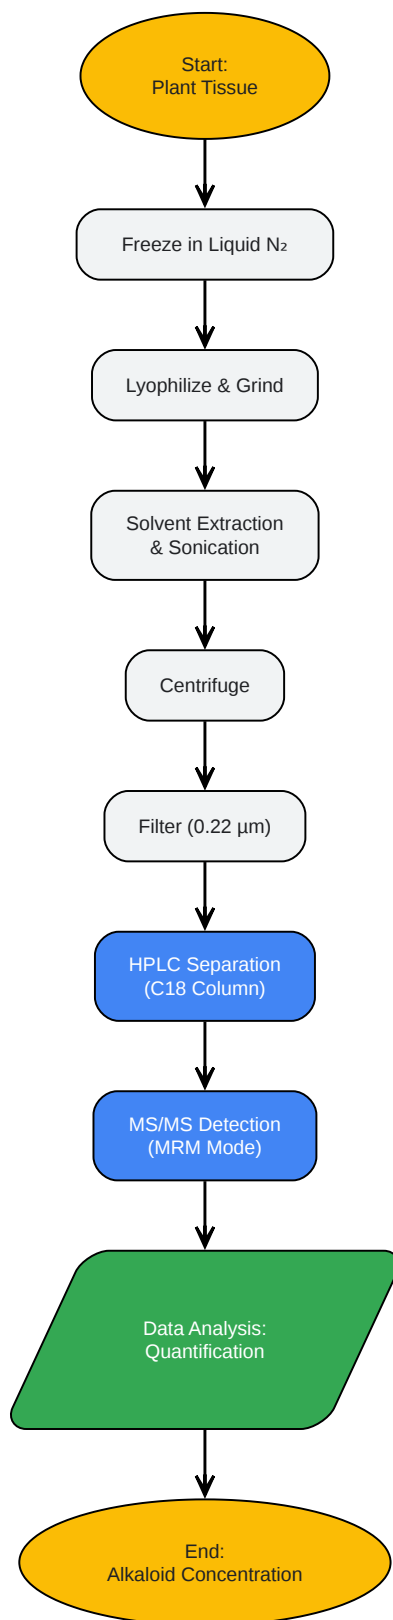 Start:
Plant Tissue
Freeze in Liquid N₂
Lyophilize & Grind
Solvent Extraction
& Sonication
Centrifuge
Filter (0.22 µm)
HPLC Separation
(C18 Column)
MS/MS Detection
(MRM Mode)
Data Analysis:
Quantification
End:
Alkaloid Concentration